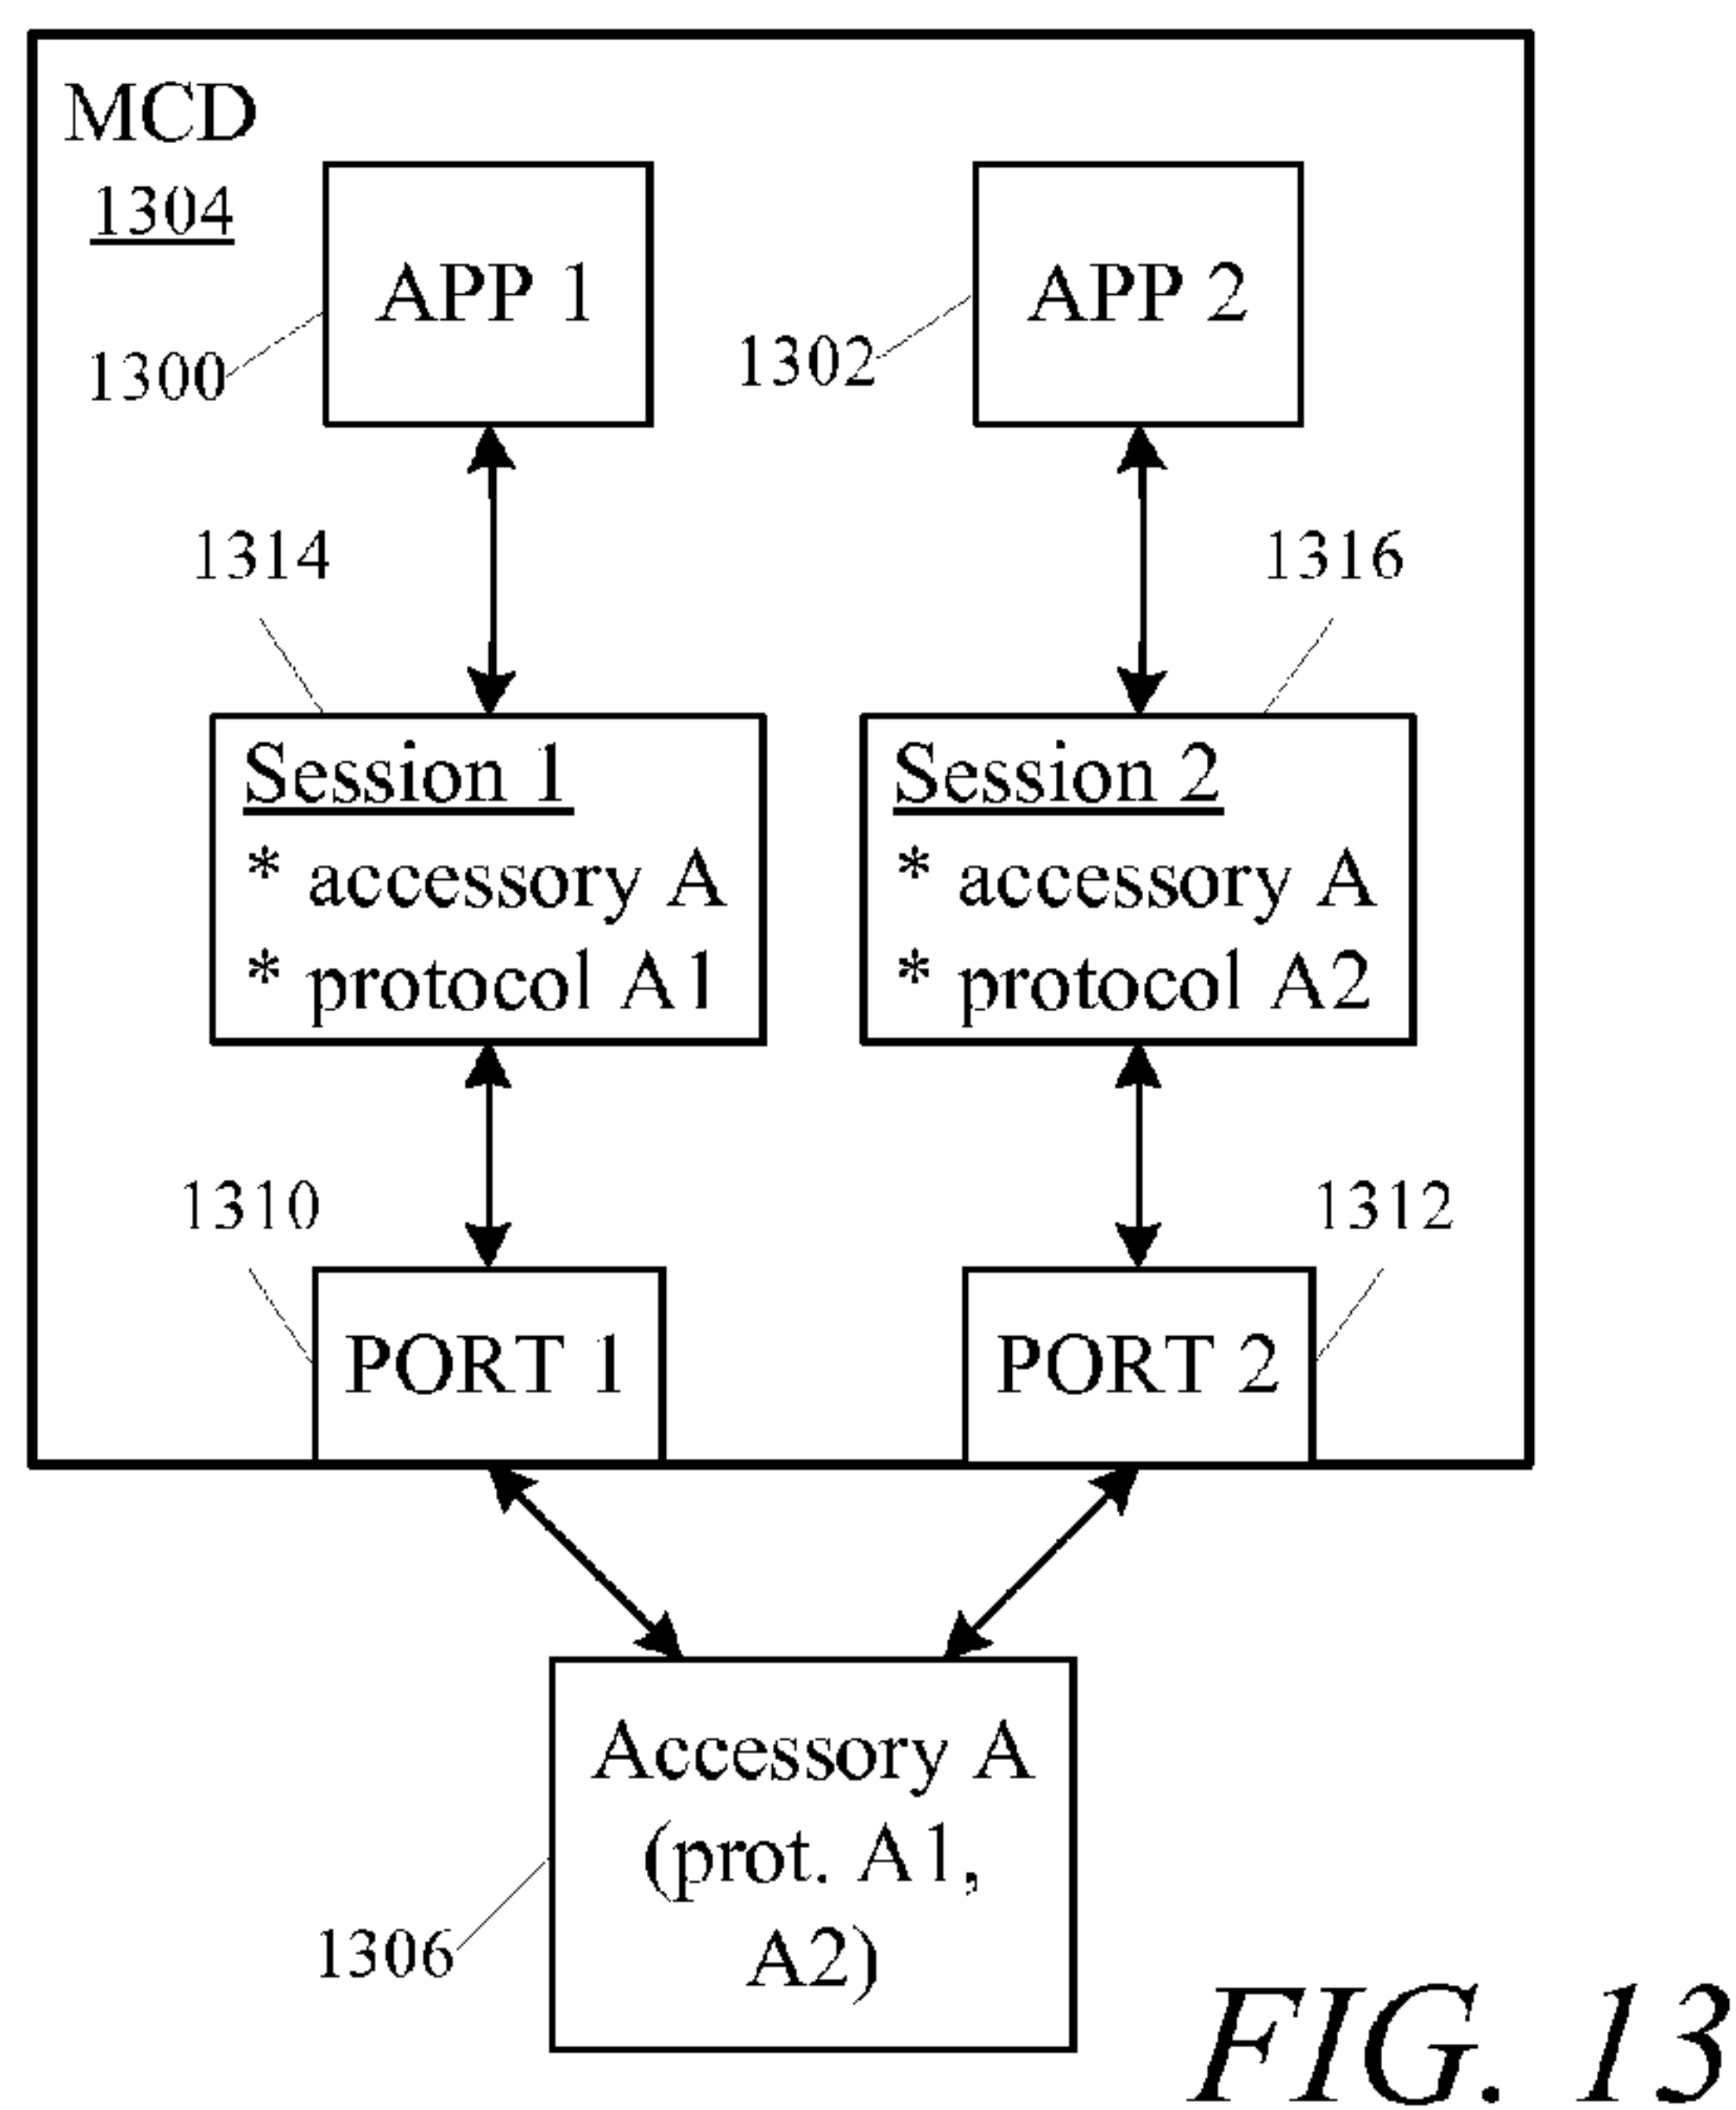 MCD
1304
APP 1
APP 2
1300
1302
1314
1316
Session 1
* accessory A
* protocol A1
Session 2
* accessory A
* protocol A2
1310
1312
PORT 1
PORT 2
Accessory A
(prot. A1,
A2)
1306
FIG. 13